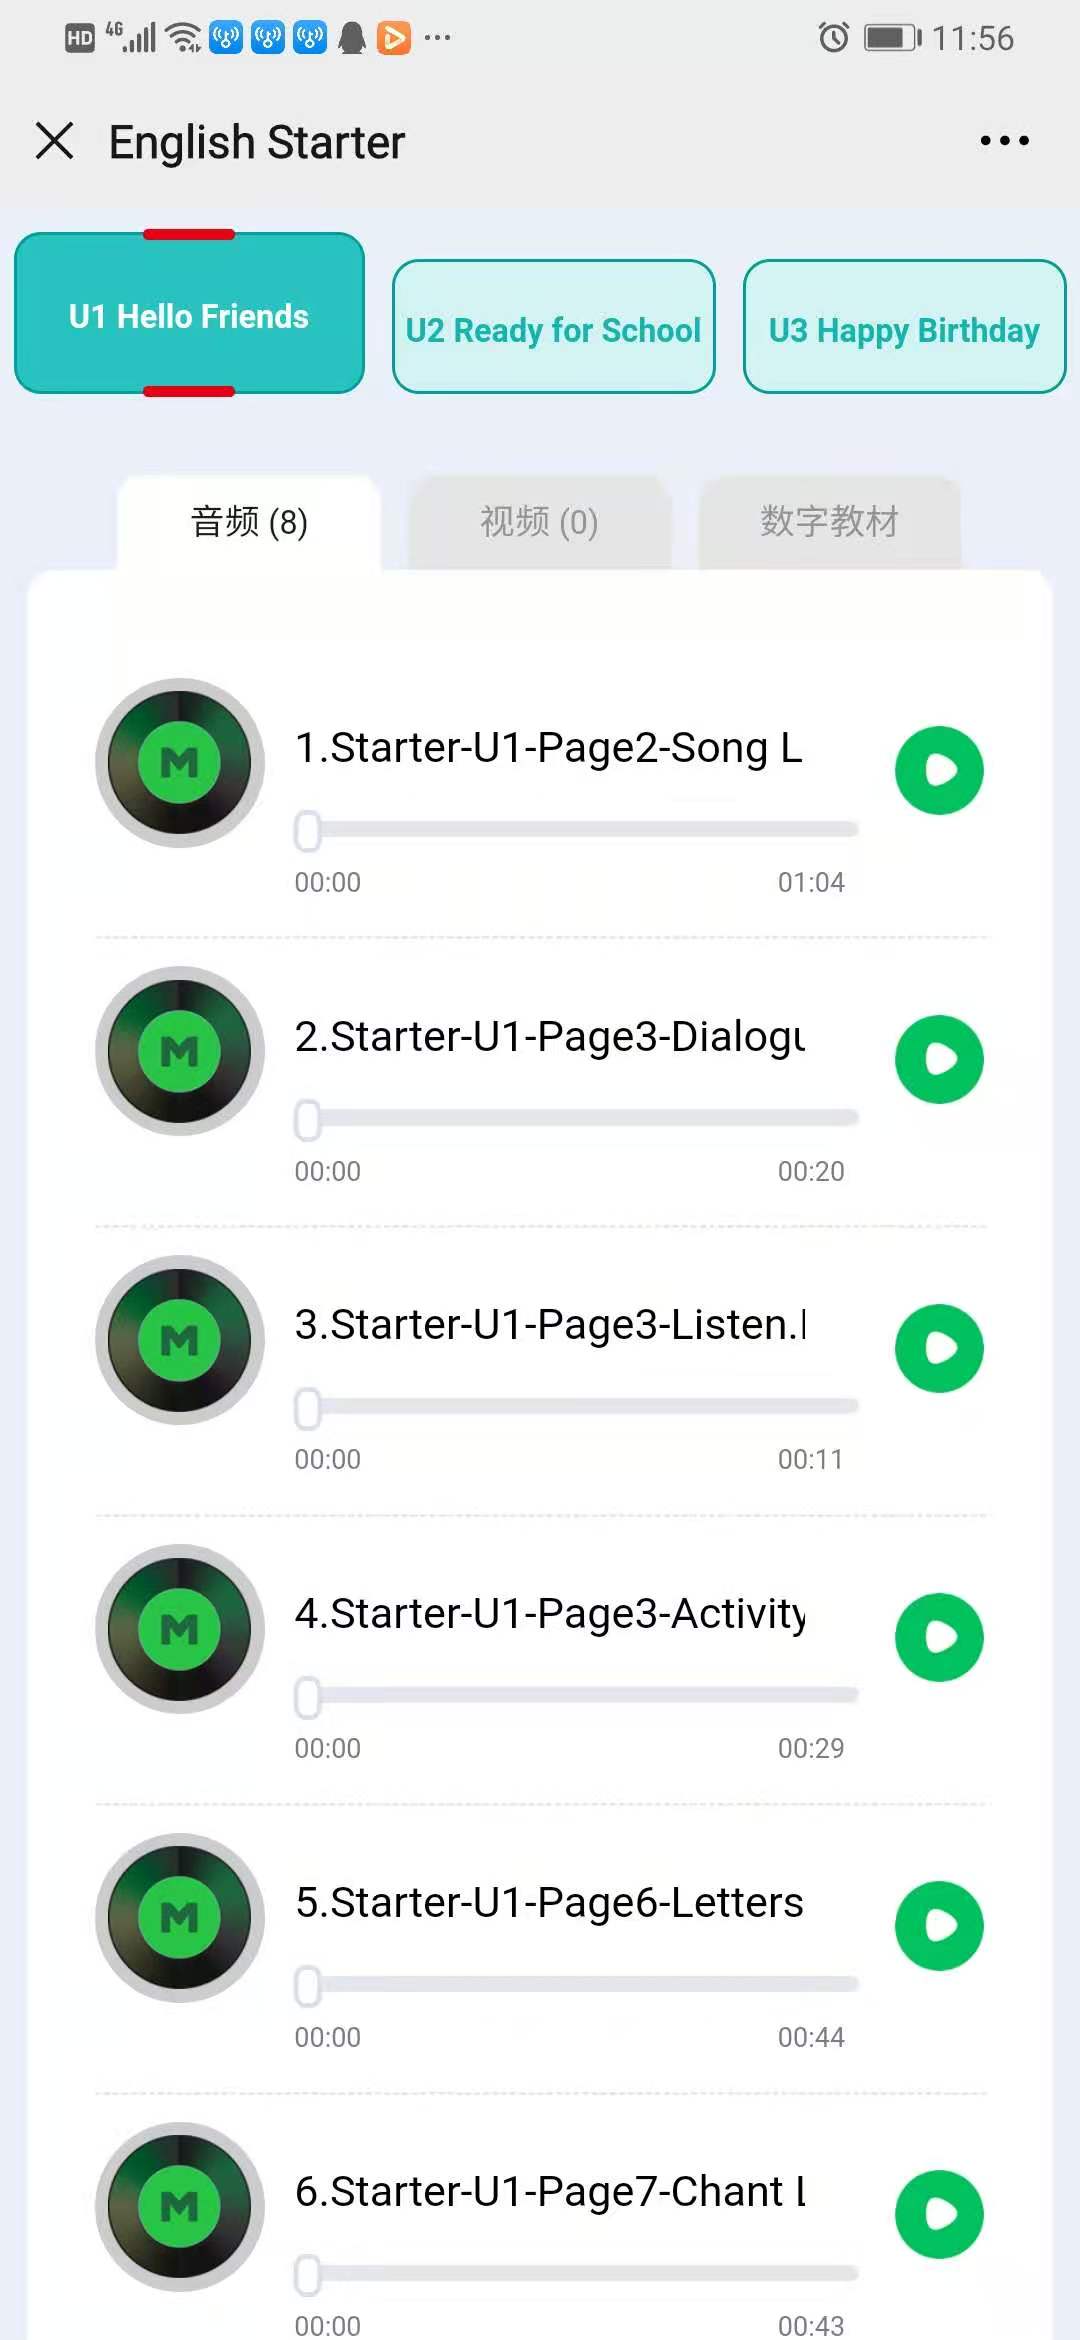 HD 4G 11:56
English Starter
U1 Hello Friends
U2 Ready for School
U3 Happy Birthday
音频 (8)
视频 (0)
数字教材
1.Starter-U1-Page2-Song L
00:00 01:04
2.Starter-U1-Page3-Dialogu
00:00 00:20
3.Starter-U1-Page3-Listen.
00:00 00:11
4.Starter-U1-Page3-Activity
00:00 00:29
5.Starter-U1-Page6-Letters
00:00 00:44
6.Starter-U1-Page7-Chant L
00:00 00:43